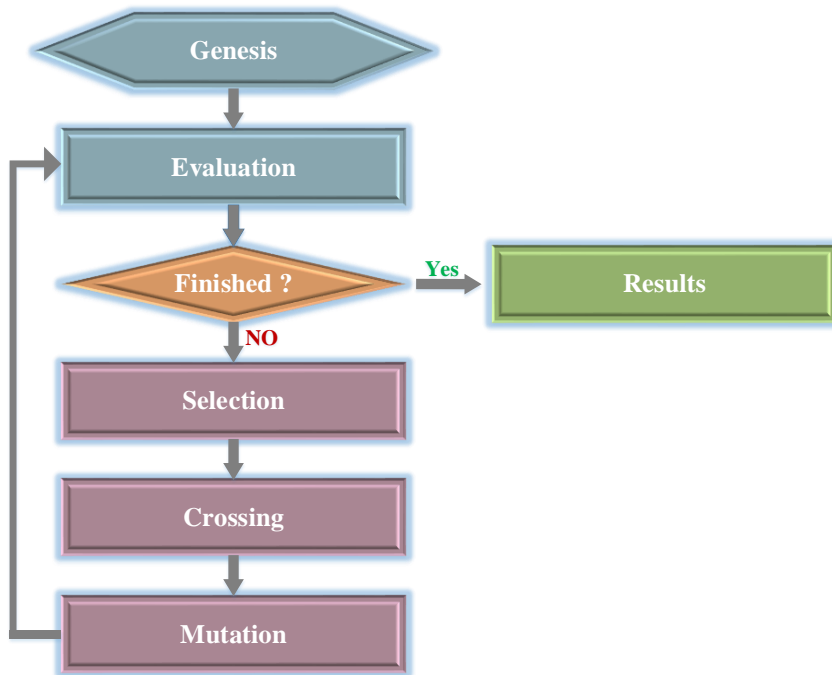 Genesis
Evaluation
Finished ?
Yes
Results
NO
Selection
Crossing
Mutation